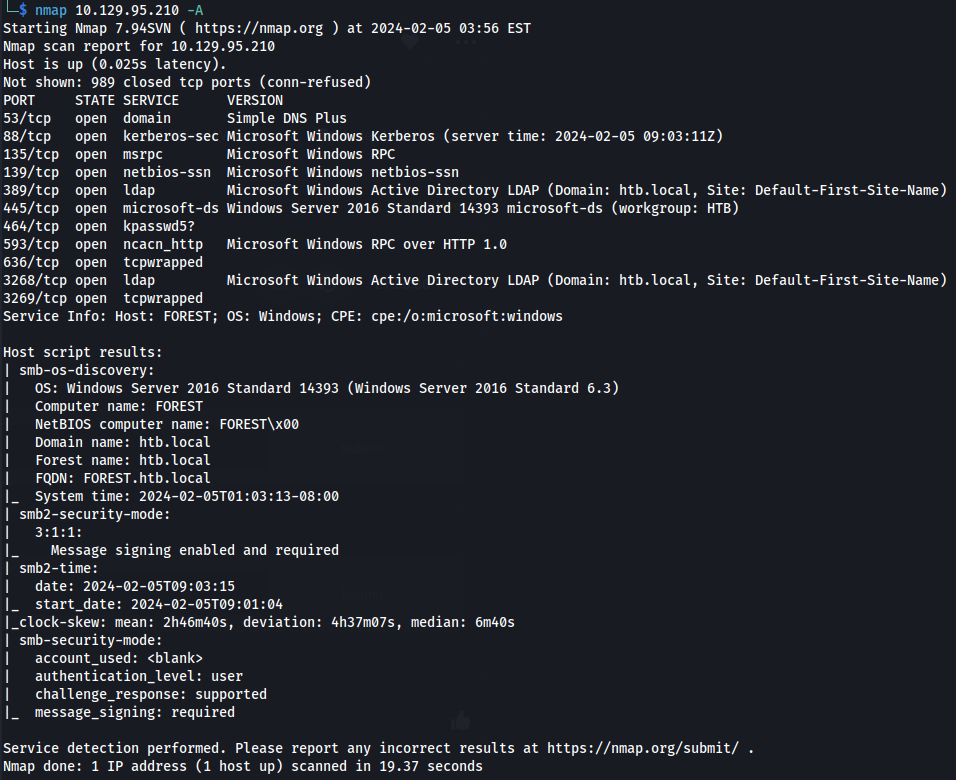 └─$ nmap 10.129.95.210 -A
Starting Nmap 7.94SVN ( https://nmap.org ) at 2024-02-05 03:56 EST
Nmap scan report for 10.129.95.210
Host is up (0.025s latency).
Not shown: 989 closed tcp ports (conn-refused)
PORT     STATE SERVICE      VERSION
53/tcp   open  domain       Simple DNS Plus
88/tcp   open  kerberos-sec Microsoft Windows Kerberos (server time: 2024-02-05 09:03:11Z)
135/tcp  open  msrpc        Microsoft Windows RPC
139/tcp  open  netbios-ssn  Microsoft Windows netbios-ssn
389/tcp  open  ldap         Microsoft Windows Active Directory LDAP (Domain: htb.local, Site: Default-First-Site-Name)
445/tcp  open  microsoft-ds Windows Server 2016 Standard 14393 microsoft-ds (workgroup: HTB)
464/tcp  open  kpasswd5?
593/tcp  open  ncacn_http   Microsoft Windows RPC over HTTP 1.0
636/tcp  open  tcpwrapped
3268/tcp open  ldap         Microsoft Windows Active Directory LDAP (Domain: htb.local, Site: Default-First-Site-Name)
3269/tcp open  tcpwrapped
Service Info: Host: FOREST; OS: Windows; CPE: cpe:/o:microsoft:windows

Host script results:
| smb-os-discovery:
|   OS: Windows Server 2016 Standard 14393 (Windows Server 2016 Standard 6.3)
|   Computer name: FOREST
|   NetBIOS computer name: FOREST\x00
|   Domain name: htb.local
|   Forest name: htb.local
|   FQDN: FOREST.htb.local
|_  System time: 2024-02-05T01:03:13-08:00
| smb2-security-mode:
|   3:1:1:
|_    Message signing enabled and required
| smb2-time:
|   date: 2024-02-05T09:03:15
|_  start_date: 2024-02-05T09:01:04
|_clock-skew: mean: 2h46m40s, deviation: 4h37m07s, median: 6m40s
| smb-security-mode:
|   account_used: <blank>
|   authentication_level: user
|   challenge_response: supported
|_  message_signing: required

Service detection performed. Please report any incorrect results at https://nmap.org/submit/ .
Nmap done: 1 IP address (1 host up) scanned in 19.37 seconds